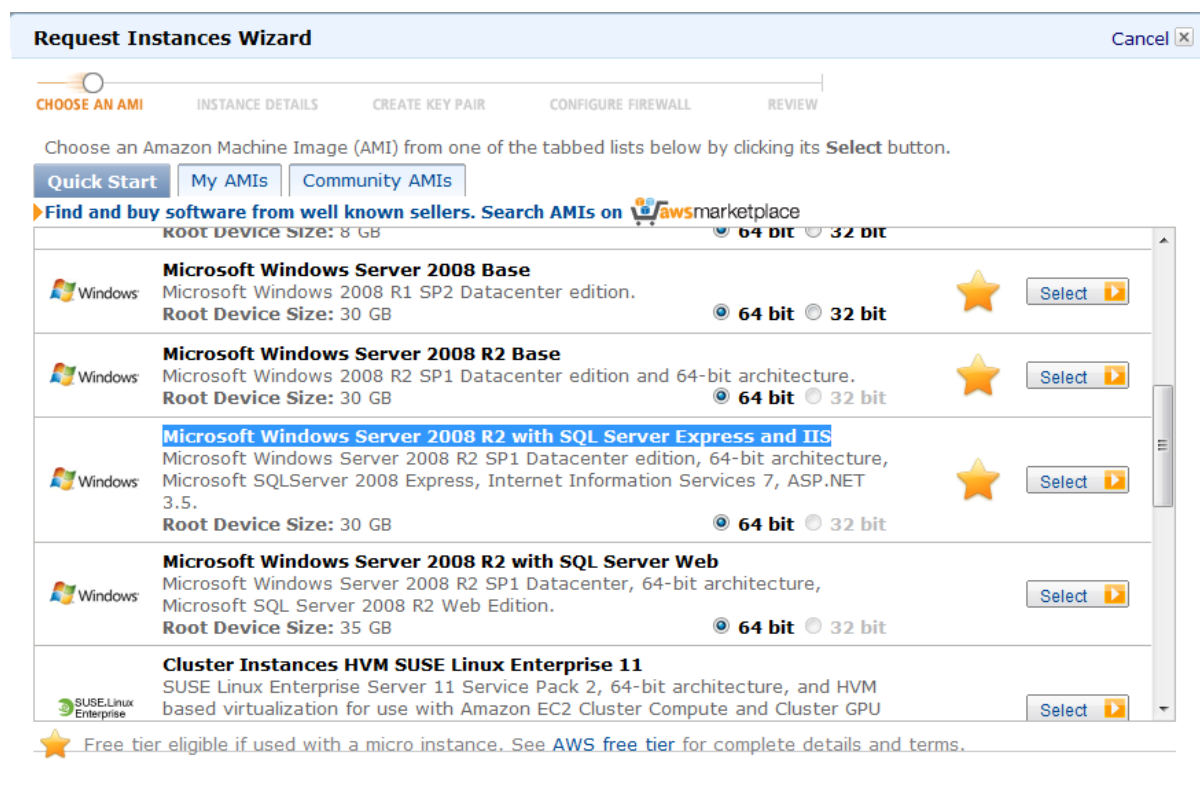 Request Instances Wizard
Cancel
CHOOSE AN AMI INSTANCE DETAILS CREATE KEY PAIR CONFIGURE FIREWALL REVIEW
Choose an Amazon Machine Image (AMI) from one of the tabbed lists below by clicking its Select button.
Quick Start My AMIs Community AMIs
Find and buy software from well known sellers. Search AMIs on awsmarketplace
Root Device Size: 8 GB 64 bit 32 bit
Microsoft Windows Server 2008 Base
Windows Microsoft Windows 2008 R1 SP2 Datacenter edition. Select
Root Device Size: 30 GB 64 bit 32 bit
Microsoft Windows Server 2008 R2 Base
Windows Microsoft Windows 2008 R2 SP1 Datacenter edition and 64-bit architecture. Select
Root Device Size: 30 GB 64 bit 32 bit
Microsoft Windows Server 2008 R2 with SQL Server Express and IIS
Microsoft Windows Server 2008 R2 SP1 Datacenter edition, 64-bit architecture,
Windows Microsoft SQLServer 2008 Express, Internet Information Services 7, ASP.NET Select
3.5.
Root Device Size: 30 GB 64 bit 32 bit
Microsoft Windows Server 2008 R2 with SQL Server Web
Microsoft Windows Server 2008 R2 SP1 Datacenter, 64-bit architecture,
Windows Microsoft SQL Server 2008 R2 Web Edition. Select
Root Device Size: 35 GB 64 bit 32 bit
Cluster Instances HVM SUSE Linux Enterprise 11
SUSE Linux Enterprise Server 11 Service Pack 2, 64-bit architecture, and HVM
SUSE.Linux Enterprise based virtualization for use with Amazon EC2 Cluster Compute and Cluster GPU Select
Free tier eligible if used with a micro instance. See AWS free tier for complete details and terms.